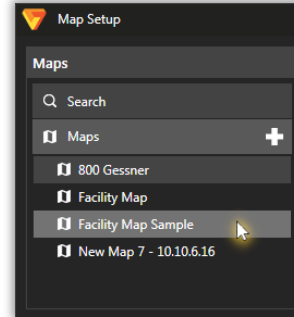 Map Setup
Maps
Search
Maps
800 Gessner
Facility Map
Facility Map Sample
New Map 7 - 10.10.6.16